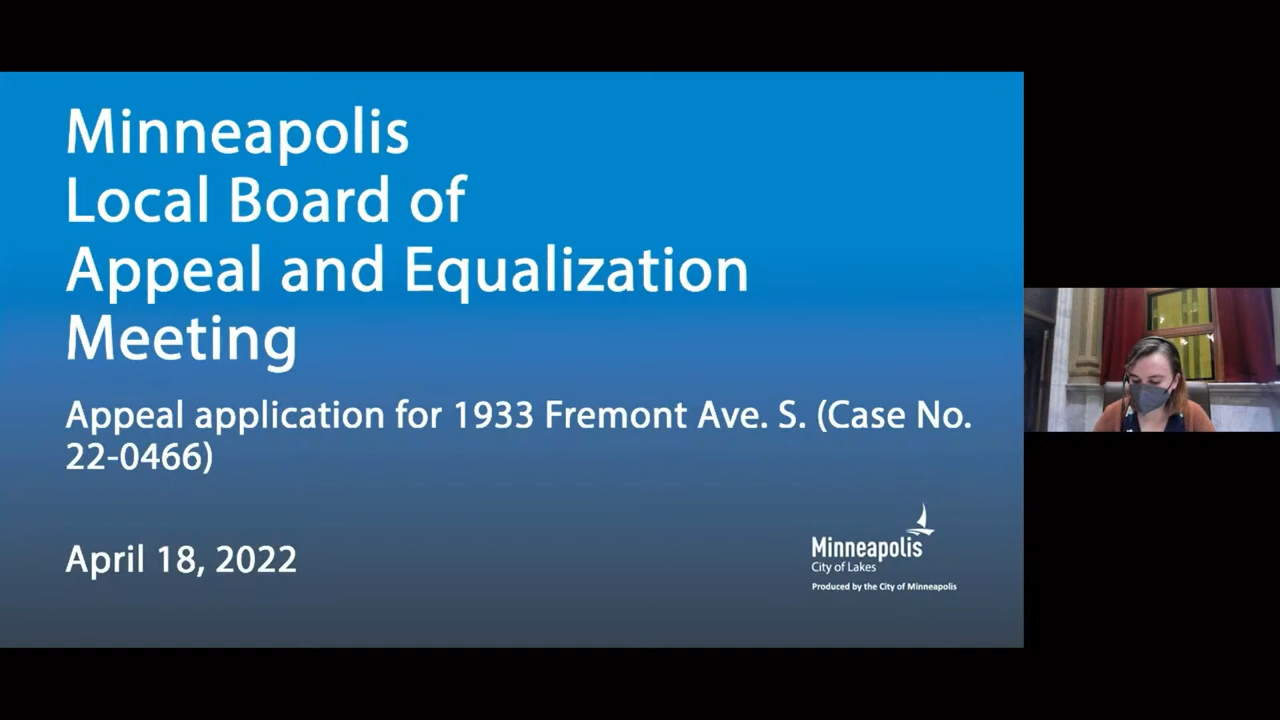 Minneapolis
Local Board of
Appeal and Equalization
Meeting
Appeal application for 1933 Fremont Ave. S. (Case No.
22-0466)
April 18, 2022
Minneapolis
City of Lakes
Produced by the City of Minneapolis